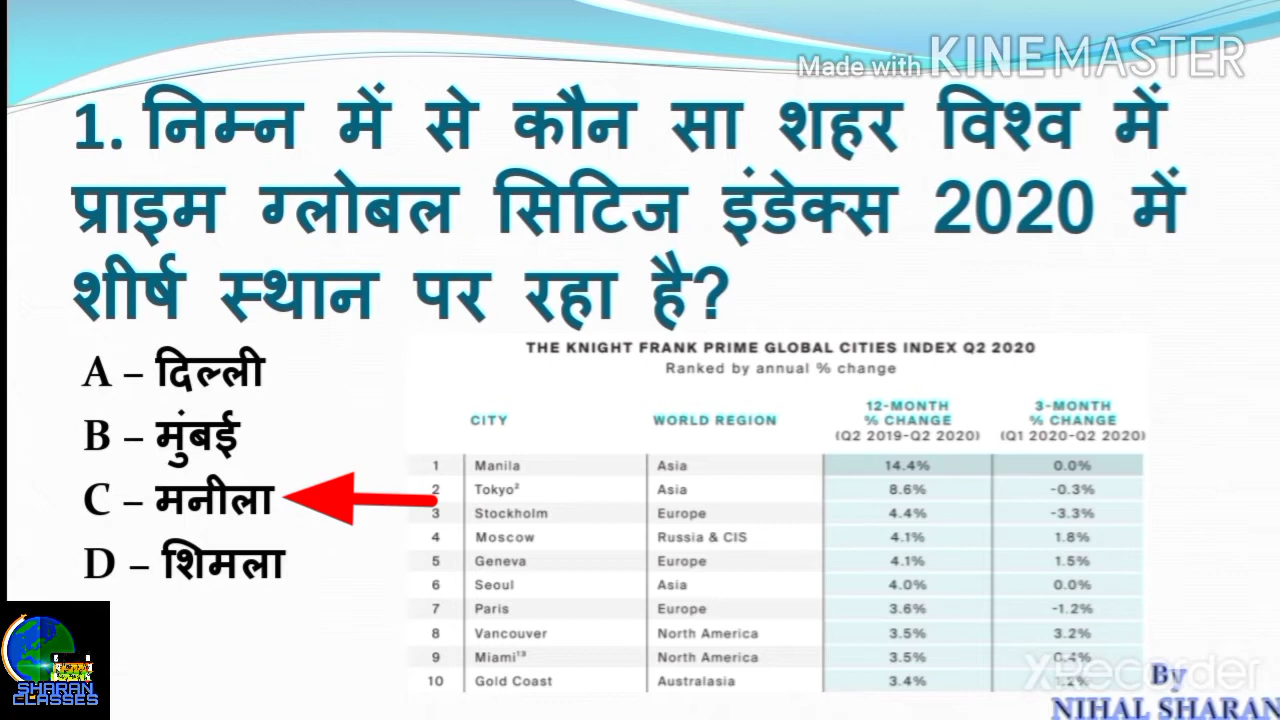 Made with KINEMASTER
1. निम्न में से कौन सा शहर विश्व में
प्राइम ग्लोबल सिटिज इंडेक्स 2020 में
शीर्ष स्थान पर रहा है?
A – दिल्ली
B – मुंबई
C – मनीला
D – शिमला
THE KNIGHT FRANK PRIME GLOBAL CITIES INDEX Q2 2020
Ranked by annual % change
CITY WORLD REGION 12-MONTH % CHANGE (Q2 2019-Q2 2020) 3-MONTH % CHANGE (Q1 2020-Q2 2020)
1 Manila Asia 14.4% 0.0%
2 Tokyo² Asia 8.6% -0.3%
3 Stockholm Europe 4.4% -3.3%
4 Moscow Russia & CIS 4.1% 1.8%
5 Geneva Europe 4.1% 1.5%
6 Seoul Asia 4.0% 0.0%
7 Paris Europe 3.6% -1.2%
8 Vancouver North America 3.5% 3.2%
9 Miami¹³ North America 3.5% 0.4%
10 Gold Coast Australasia 3.4% 1.2%
XRecorder
By
NIHAL SHARAN
SHARAN
CLASSES